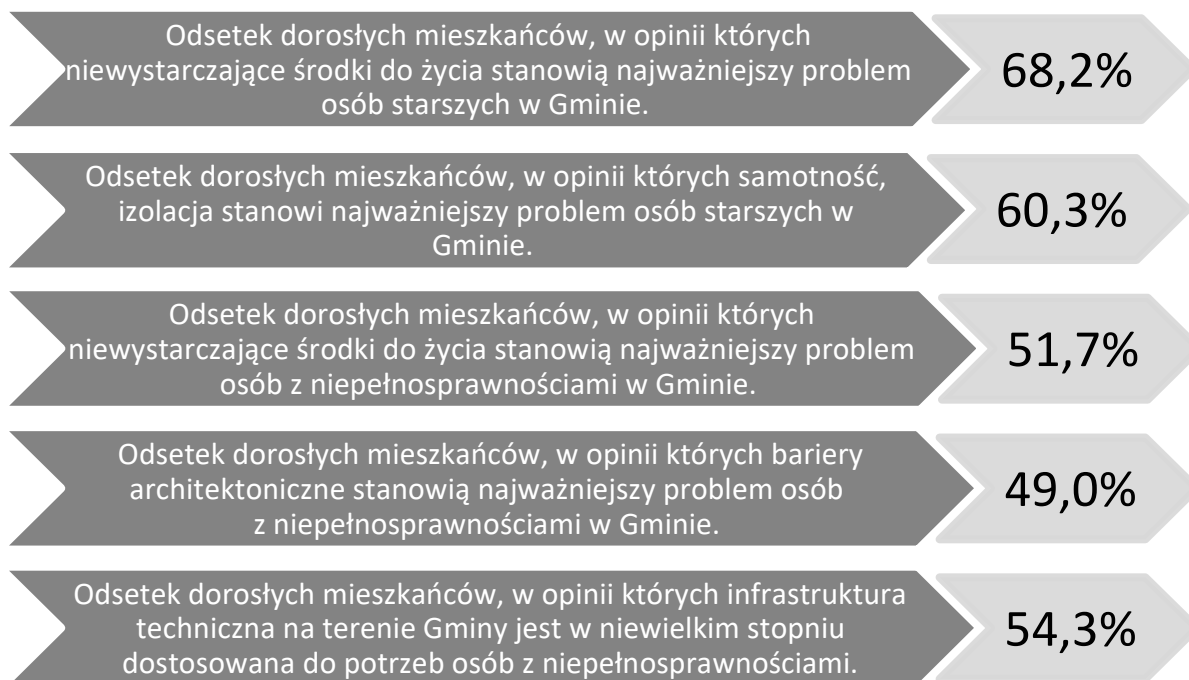 Odsetek dorosłych mieszkańców, w opinii których
niewystarczające środki do życia stanowią najważniejszy problem
osób starszych w Gminie.
68,2%
Odsetek dorosłych mieszkańców, w opinii których samotność,
izolacja stanowi najważniejszy problem osób starszych w
Gminie.
60,3%
Odsetek dorosłych mieszkańców, w opinii których
niewystarczające środki do życia stanowią najważniejszy problem
osób z niepełnosprawnościami w Gminie.
51,7%
Odsetek dorosłych mieszkańców, w opinii których bariery
architektoniczne stanowią najważniejszy problem osób
z niepełnosprawnościami w Gminie.
49,0%
Odsetek dorosłych mieszkańców, w opinii których infrastruktura
techniczna na terenie Gminy jest w niewielkim stopniu
dostosowana do potrzeb osób z niepełnosprawnościami.
54,3%